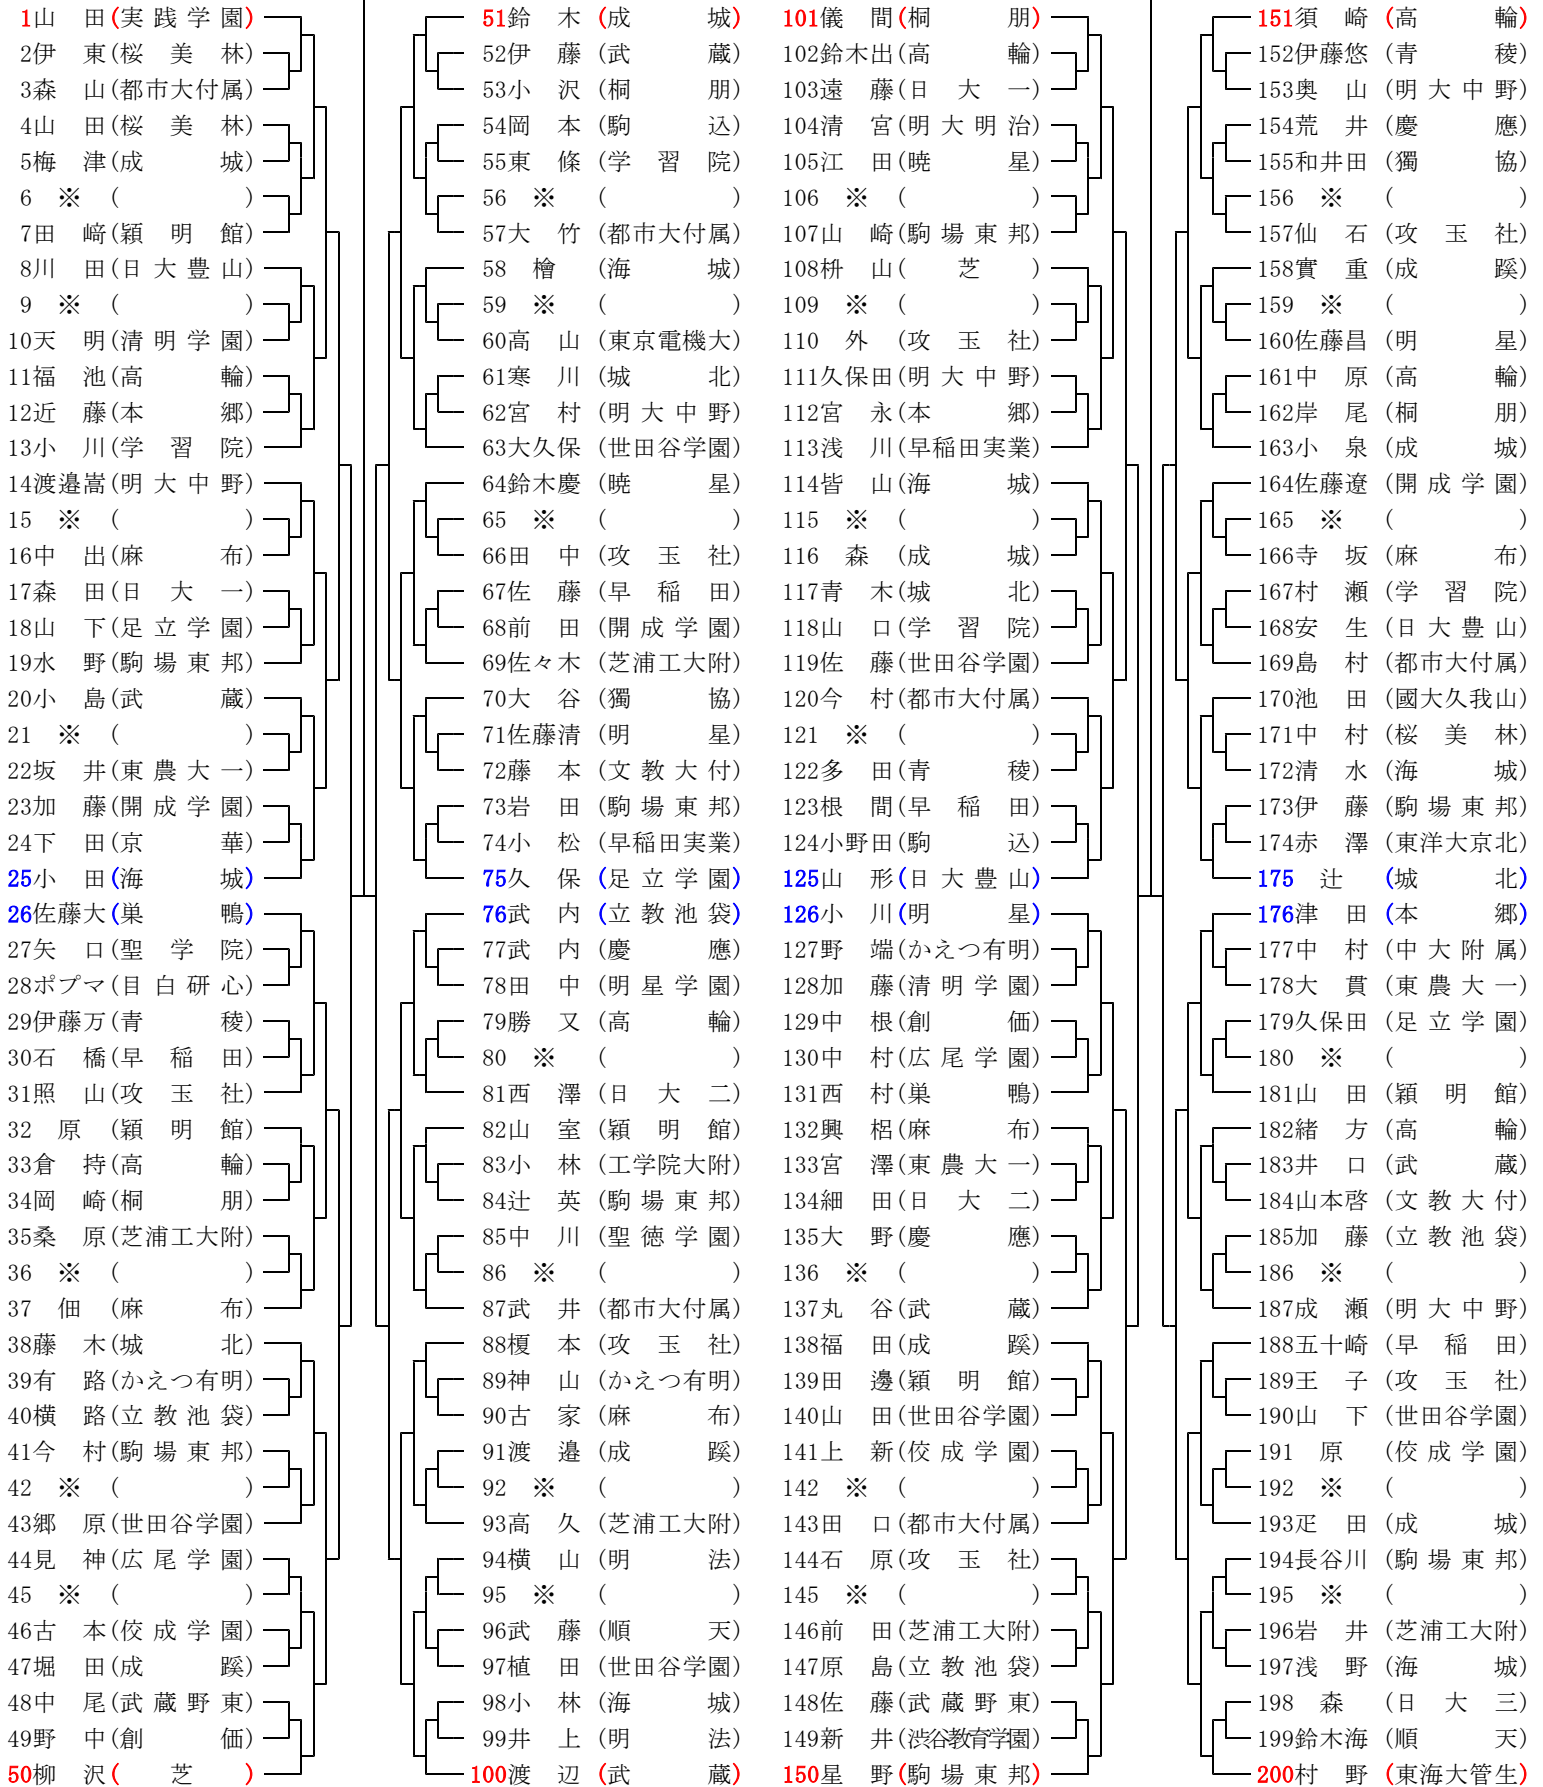 1山　田(実践学園)
2伊　東(桜美林)
3森　山(都市大付属)
4山　田(桜美林)
5梅　津(成城)
6　※　(　)
7田　﨑(穎明館)
8川　田(日大豊山)
9　※　(　)
10天　明(清明学園)
11福　池(高輪)
12近　藤(本郷)
13小　川(学習院)
14渡邉嵩(明大中野)
15　※　(　)
16中　出(麻布)
17森　田(日大一)
18山　下(足立学園)
19水　野(駒場東邦)
20小　島(武蔵)
21　※　(　)
22坂　井(東農大一)
23加　藤(開成学園)
24下　田(京華)
25小　田(海城)
26佐藤大(巣鴨)
27矢　口(聖学院)
28ポプマ(目白研心)
29伊藤万(青稜)
30石　橋(早稲田)
31照　山(攻玉社)
32　原　(穎明館)
33倉　持(高輪)
34岡　崎(桐朋)
35桑　原(芝浦工大附)
36　※　(　)
37　佃　(麻布)
38藤　木(城北)
39有　路(かえつ有明)
40横　路(立教池袋)
41今　村(駒場東邦)
42　※　(　)
43郷　原(世田谷学園)
44見　神(広尾学園)
45　※　(　)
46古　本(佼成学園)
47堀　田(成蹊)
48中　尾(武蔵野東)
49野　中(創価)
50柳　沢(芝)
51鈴　木(成城)
52伊　藤(武蔵)
53小　沢(桐朋)
54岡　本(駒込)
55東　條(学習院)
56　※　(　)
57大　竹(都市大付属)
58　檜　(海城)
59　※　(　)
60高　山(東京電機大)
61寒　川(城北)
62宮　村(明大中野)
63大久保(世田谷学園)
64鈴木慶(暁星)
65　※　(　)
66田　中(攻玉社)
67佐　藤(早稲田)
68前　田(開成学園)
69佐々木(芝浦工大附)
70大　谷(獨協)
71佐藤清(明星)
72藤　本(文教大付)
73岩　田(駒場東邦)
74小　松(早稲田実業)
75久　保(足立学園)
76武　内(立教池袋)
77武　内(慶應)
78田　中(明星学園)
79勝　又(高輪)
80　※　(　)
81西　澤(日大二)
82山　室(穎明館)
83小　林(工学院大附)
84辻　英(駒場東邦)
85中　川(聖徳学園)
86　※　(　)
87武　井(都市大付属)
88榎　本(攻玉社)
89神　山(かえつ有明)
90古　家(麻布)
91渡　邉(成蹊)
92　※　(　)
93高　久(芝浦工大附)
94横　山(明法)
95　※　(　)
96武　藤(順天)
97植　田(世田谷学園)
98小　林(海城)
99井　上(明法)
100渡　辺(武蔵)
101儀　間(桐朋)
102鈴木出(高輪)
103遠　藤(日大一)
104清　宮(明大明治)
105江　田(暁星)
106　※　(　)
107山　崎(駒場東邦)
108枡　山(芝)
109　※　(　)
110　外　(攻玉社)
111久保田(明大中野)
112宮　永(本郷)
113浅　川(早稲田実業)
114皆　山(海城)
115　※　(　)
116　森　(成城)
117青　木(城北)
118山　口(学習院)
119佐　藤(世田谷学園)
120今　村(都市大付属)
121　※　(　)
122多　田(青稜)
123根　間(早稲田)
124小野田(駒込)
125山　形(日大豊山)
126小　川(明星)
127野　端(かえつ有明)
128加　藤(清明学園)
129中　根(創価)
130中　村(広尾学園)
131西　村(巣鴨)
132興　梠(麻布)
133宮　澤(東農大一)
134細　田(日大二)
135大　野(慶應)
136　※　(　)
137丸　谷(武蔵)
138福　田(成蹊)
139田　邊(穎明館)
140山　田(世田谷学園)
141上　新(佼成学園)
142　※　(　)
143田　口(都市大付属)
144石　原(攻玉社)
145　※　(　)
146前　田(芝浦工大附)
147原　島(立教池袋)
148佐　藤(武蔵野東)
149新　井(渋谷教育学園)
150星　野(駒場東邦)
151須　崎(高輪)
152伊藤悠(青稜)
153奥　山(明大中野)
154荒　井(慶應)
155和井田(獨協)
156　※　(　)
157仙　石(攻玉社)
158實　重(成蹊)
159　※　(　)
160佐藤昌(明星)
161中　原(高輪)
162岸　尾(桐朋)
163小　泉(成城)
164佐藤遼(開成学園)
165　※　(　)
166寺　坂(麻布)
167村　瀬(学習院)
168安　生(日大豊山)
169島　村(都市大付属)
170池　田(國大久我山)
171中　村(桜美林)
172清　水(海城)
173伊　藤(駒場東邦)
174赤　澤(東洋大京北)
175　辻　(城北)
176津　田(本郷)
177中　村(中大附属)
178大　貫(東農大一)
179久保田(足立学園)
180　※　(　)
181山　田(穎明館)
182緒　方(高輪)
183井　口(武蔵)
184山本啓(文教大付)
185加　藤(立教池袋)
186　※　(　)
187成　瀬(明大中野)
188五十崎(早稲田)
189王　子(攻玉社)
190山　下(世田谷学園)
191　原　(佼成学園)
192　※　(　)
193疋　田(成城)
194長谷川(駒場東邦)
195　※　(　)
196岩　井(芝浦工大附)
197浅　野(海城)
198　森　(日大三)
199鈴木海(順天)
200村　野(東海大管生)